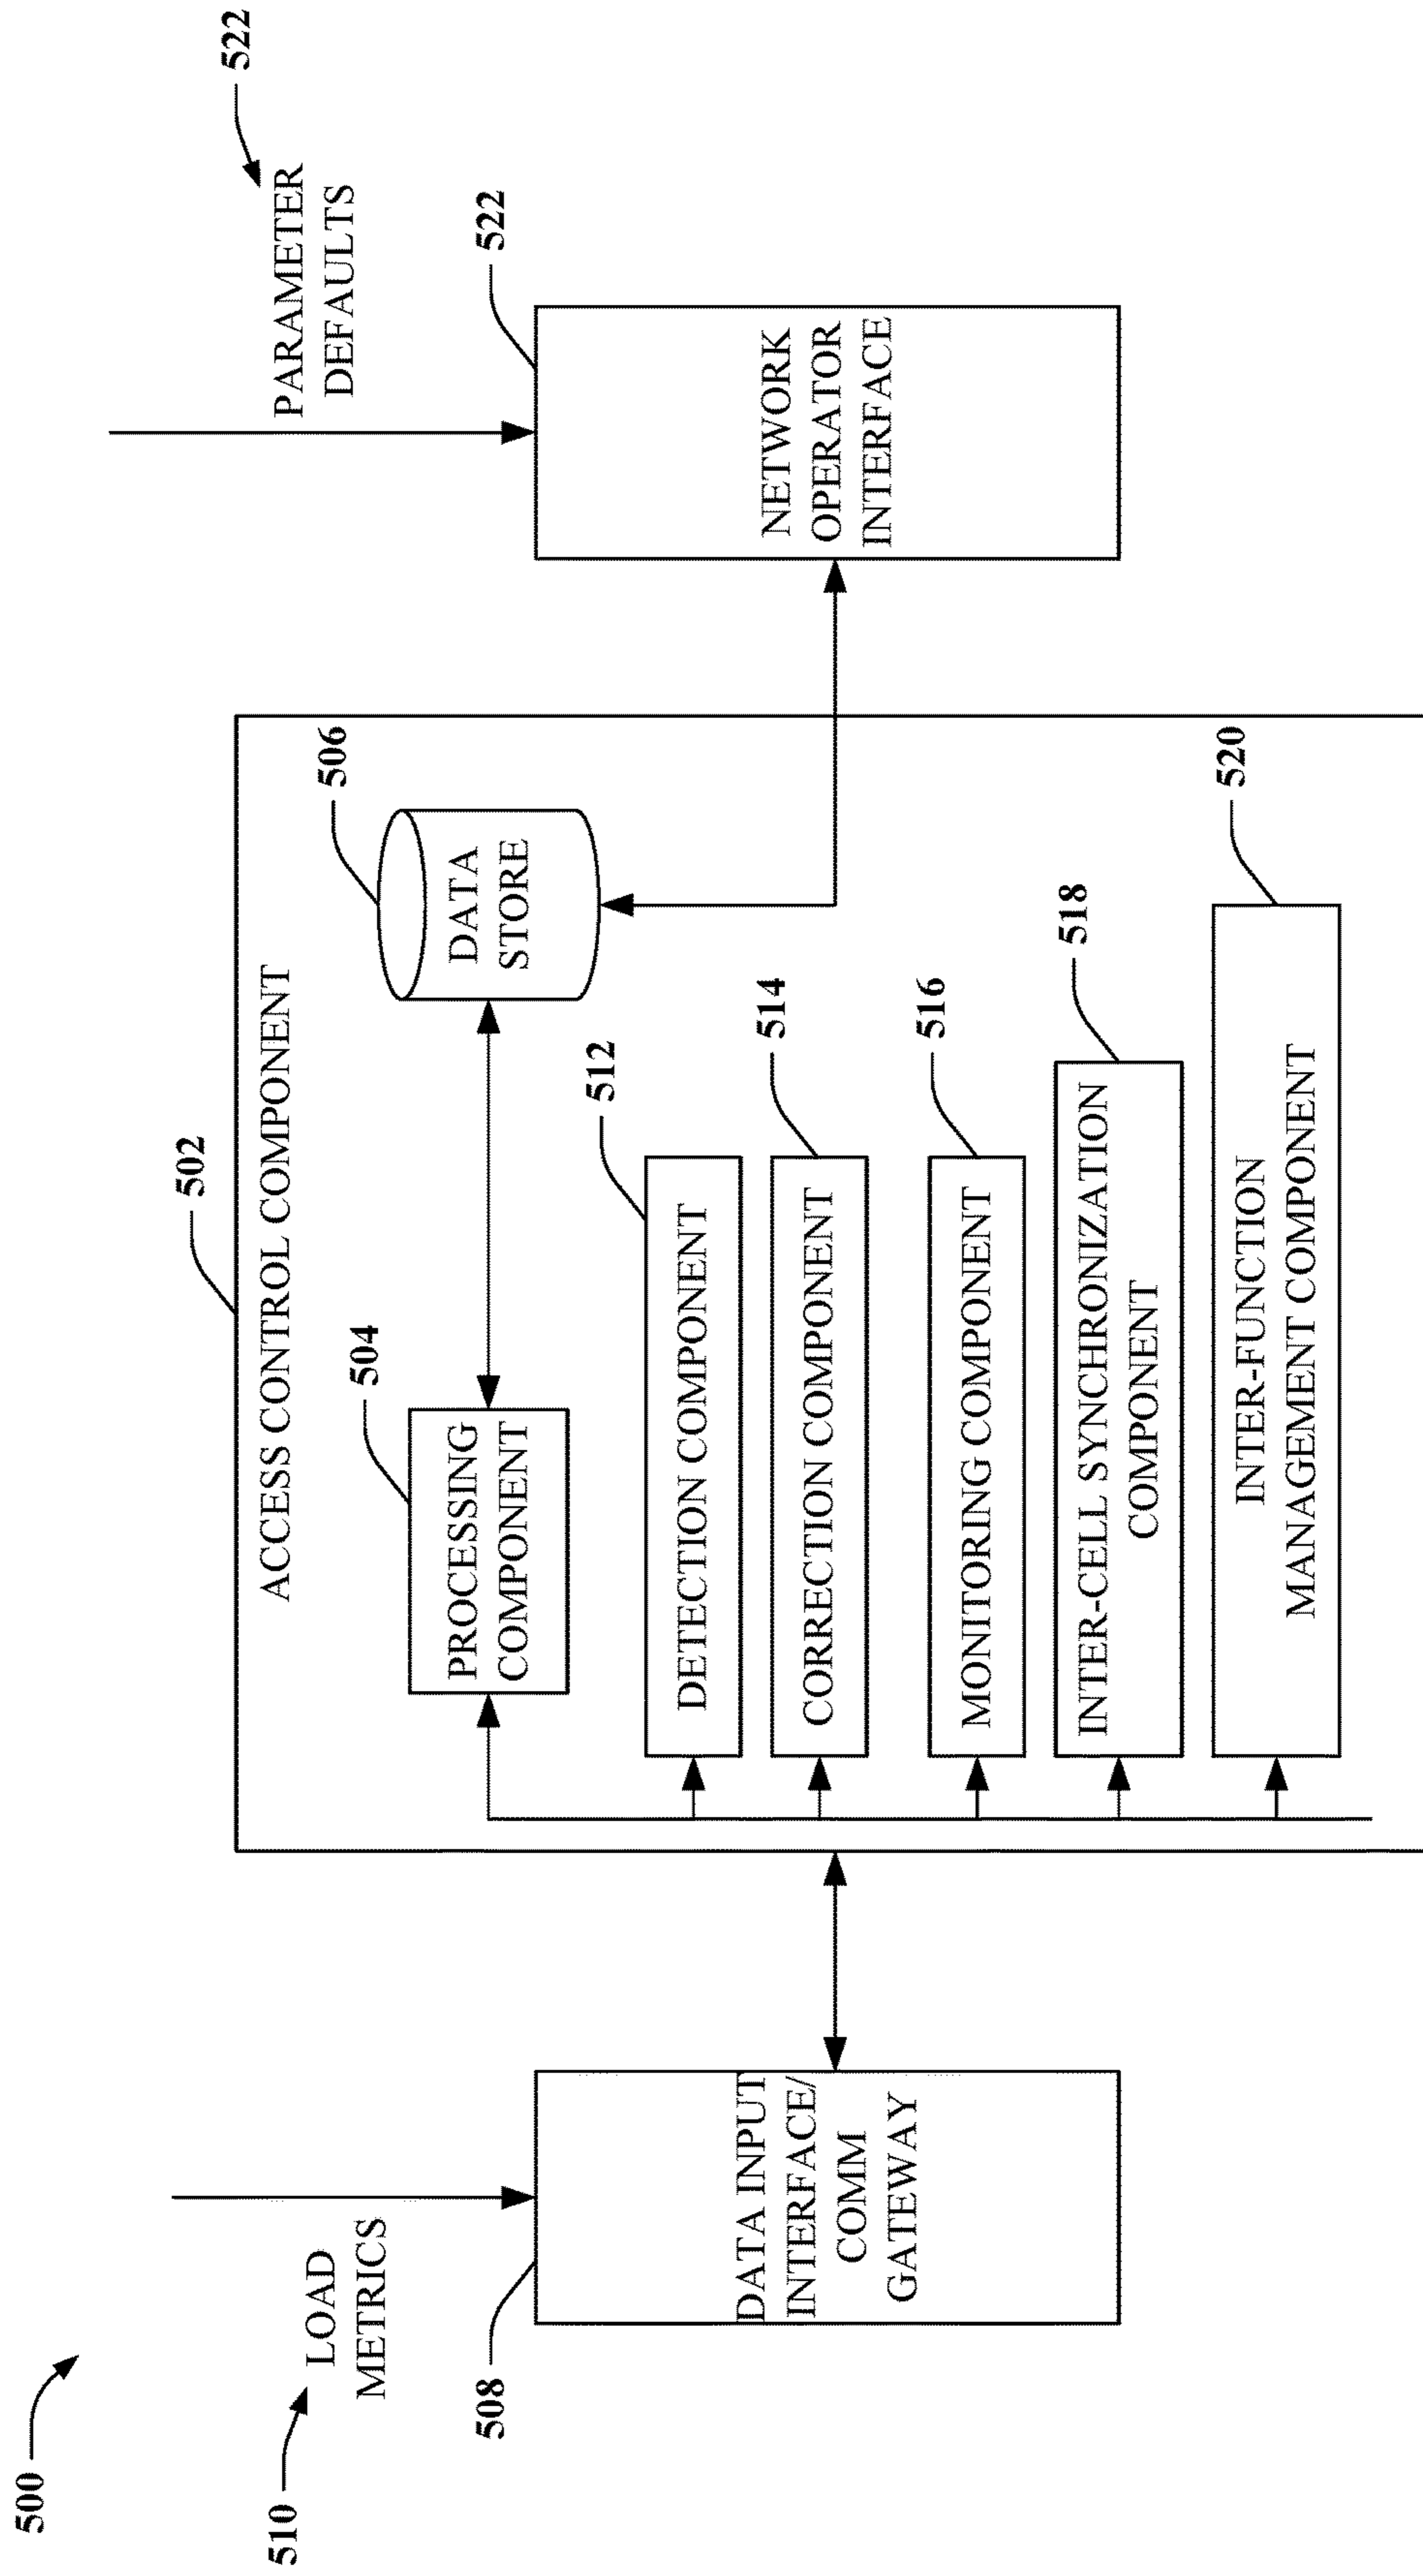 500
502
ACCESS CONTROL COMPONENT
510
LOAD
METRICS
522
PARAMETER
DEFAULTS
504
PROCESSING
COMPONENT
506
DATA
STORE
508
DATA INPUT
INTERFACE/
COMM
GATEWAY
522
NETWORK
OPERATOR
INTERFACE
512
DETECTION COMPONENT
514
CORRECTION COMPONENT
516
MONITORING COMPONENT
518
INTER-CELL SYNCHRONIZATION
COMPONENT
520
INTER-FUNCTION
MANAGEMENT COMPONENT